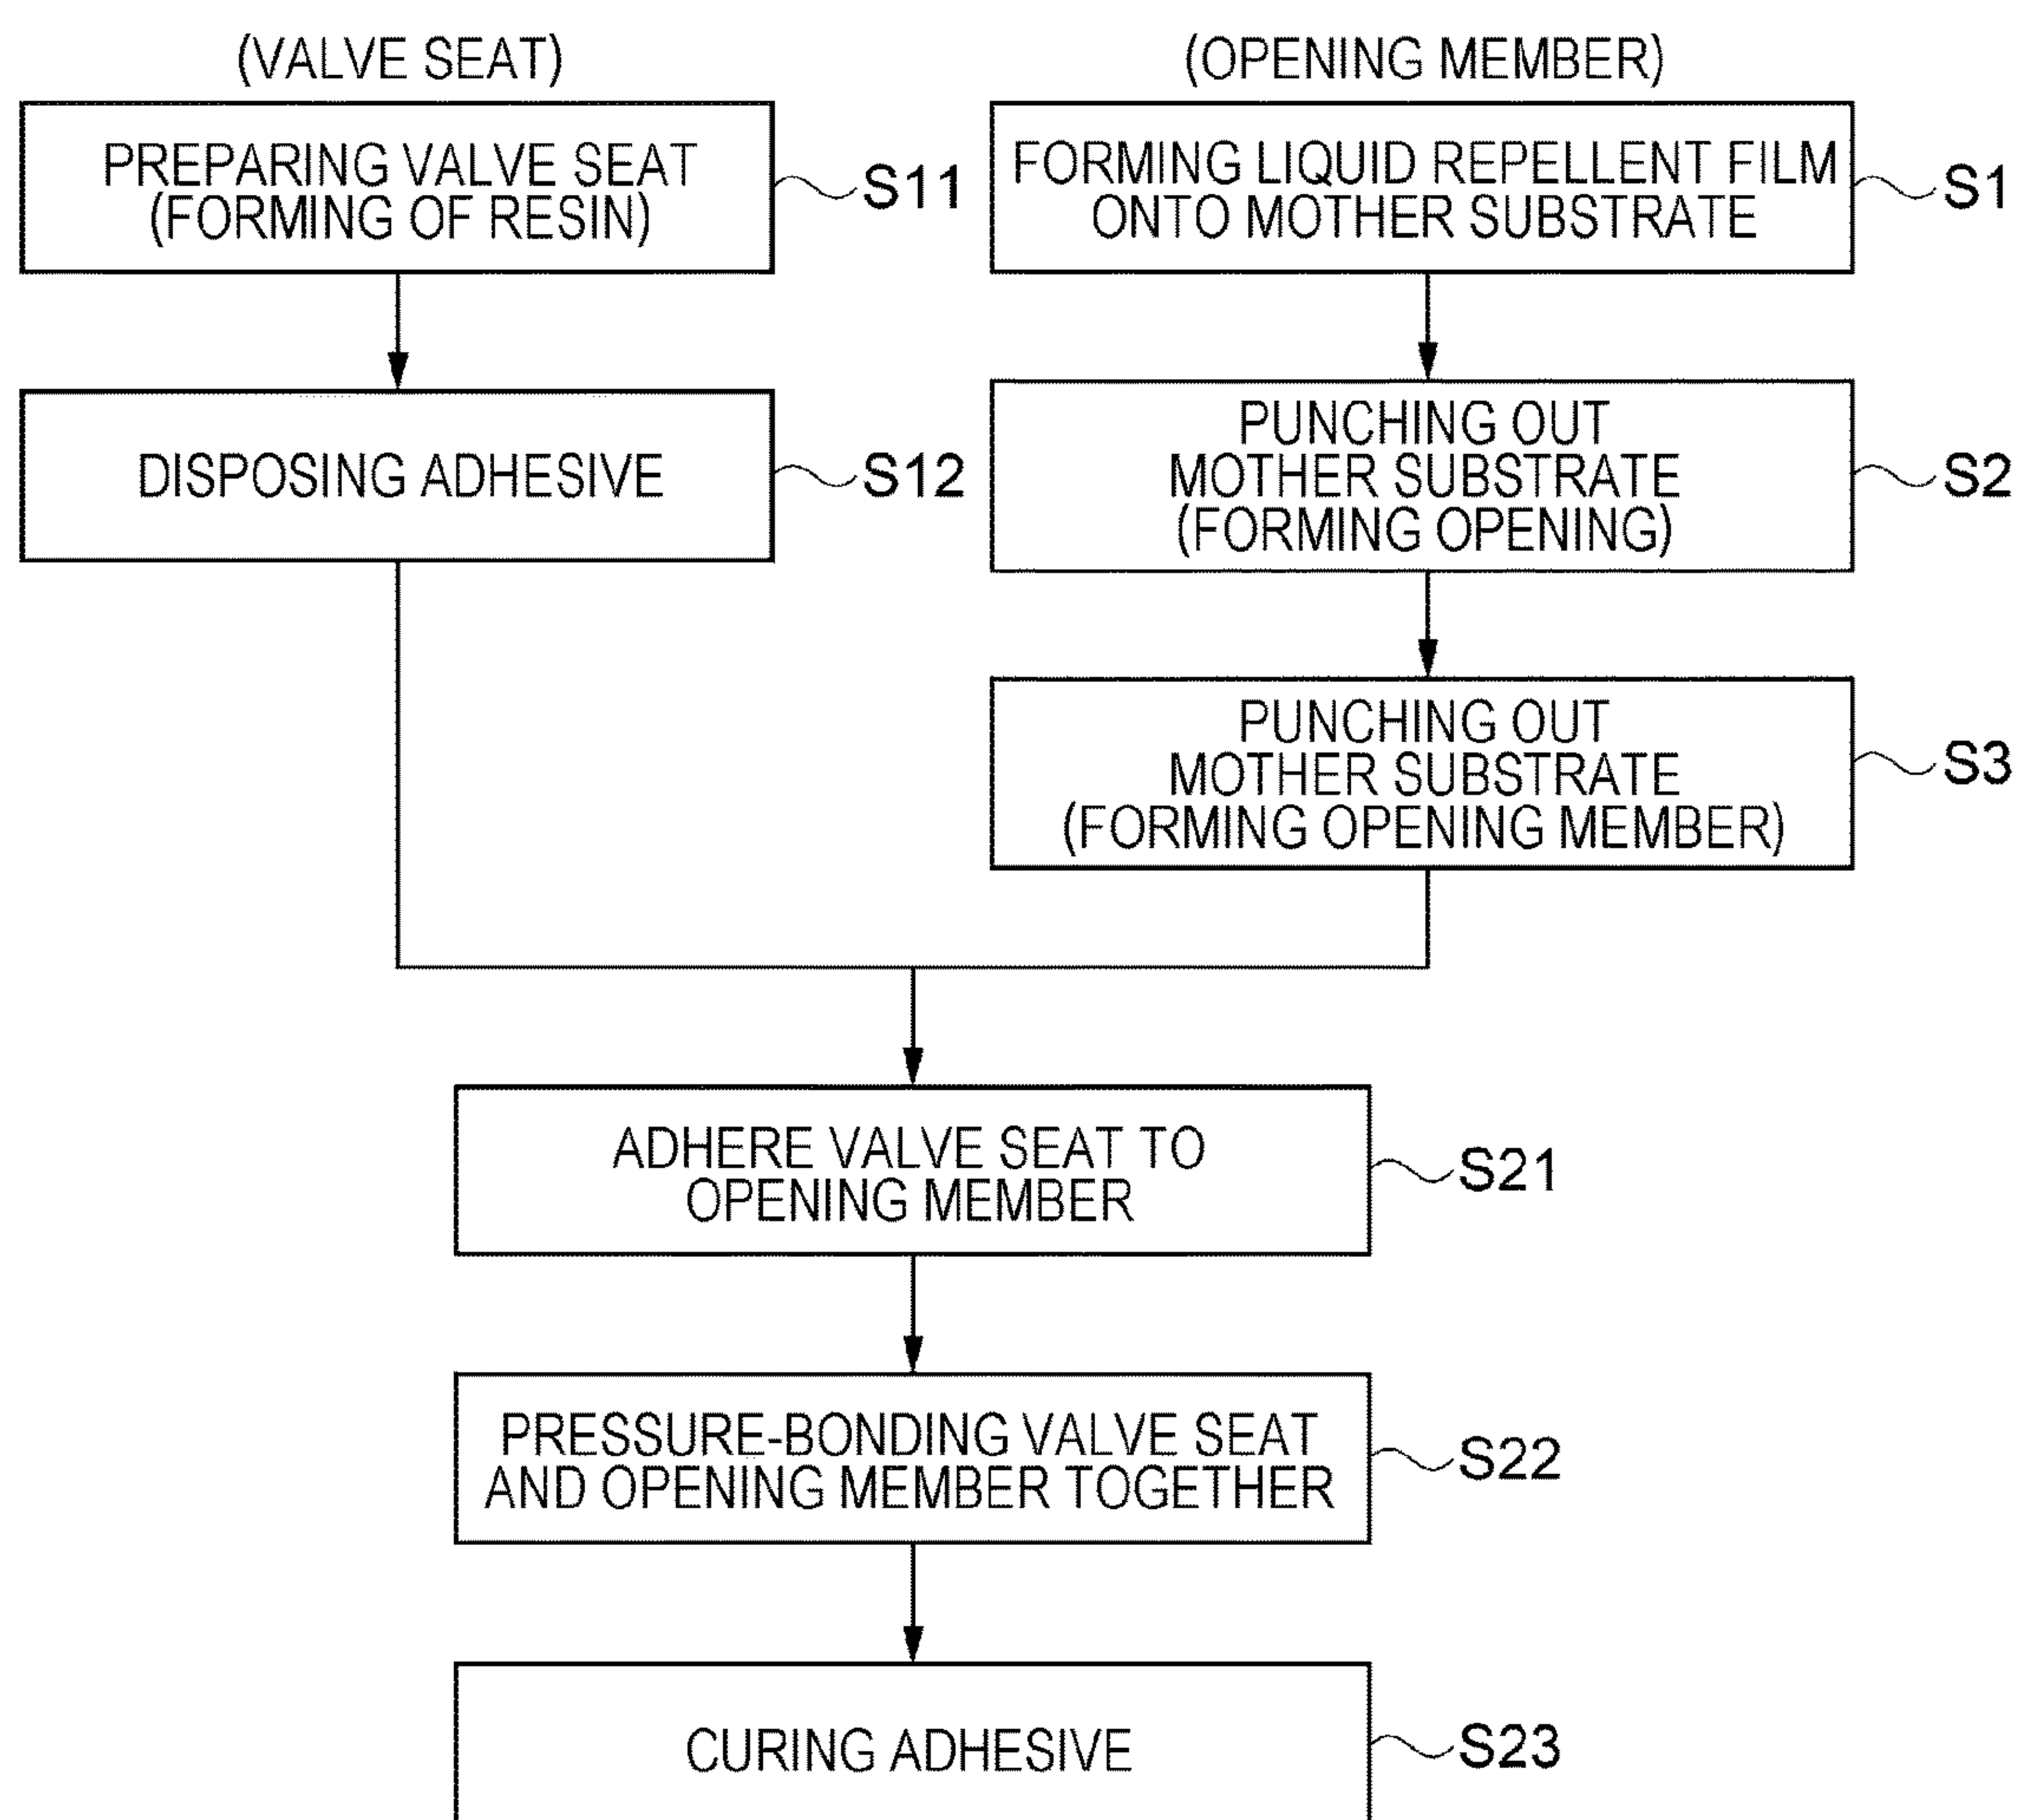 (VALVE SEAT)
PREPARING VALVE SEAT
(FORMING OF RESIN)
S11
DISPOSING ADHESIVE
S12
(OPENING MEMBER)
FORMING LIQUID REPELLENT FILM
ONTO MOTHER SUBSTRATE
S1
PUNCHING OUT
MOTHER SUBSTRATE
(FORMING OPENING)
S2
PUNCHING OUT
MOTHER SUBSTRATE
(FORMING OPENING MEMBER)
S3
ADHERE VALVE SEAT TO
OPENING MEMBER
S21
PRESSURE-BONDING VALVE SEAT
AND OPENING MEMBER TOGETHER
S22
CURING ADHESIVE
S23